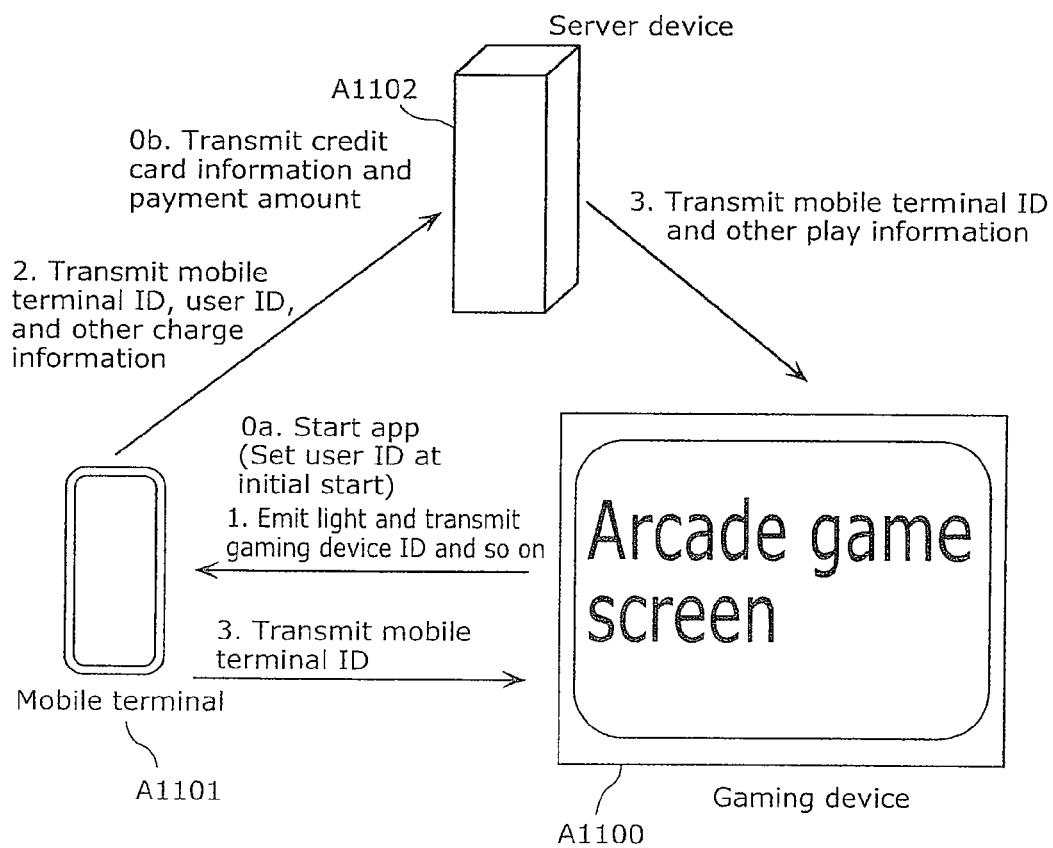 Server device
A1102
0b. Transmit credit
card information and
payment amount
3. Transmit mobile terminal ID
and other play information
2. Transmit mobile
terminal ID, user ID,
and other charge
information
0a. Start app
(Set user ID at
initial start)
1. Emit light and transmit
gaming device ID and so on
Arcade game
screen
3. Transmit mobile
terminal ID
Mobile terminal
A1101
Gaming device
A1100